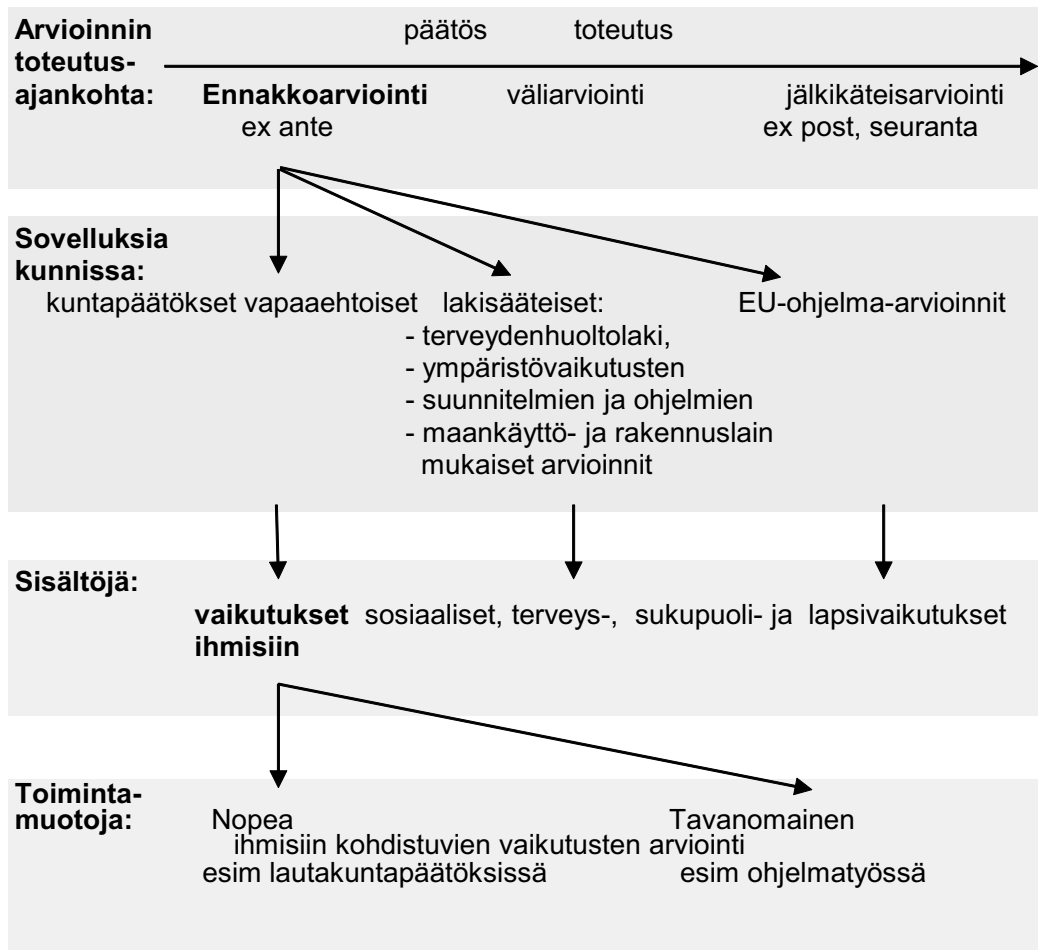 Arvioinnin päätös toteutus
toteutus-
ajankohta: Ennakkoarviointi väliarviointi jälkikäteisarviointi
ex ante ex post, seuranta
Sovelluksia
kunnissa:
kuntapäätökset vapaaehtoiset lakisääteiset: EU-ohjelma-arvioinnit
- terveydenhuoltolaki,
- ympäristövaikutusten
- suunnitelmien ja ohjelmien
- maankäyttö- ja rakennuslain
mukaiset arvioinnit
Sisältöjä:
vaikutukset sosiaaliset, terveys-, sukupuoli- ja lapsivaikutukset
ihmisiin
Toiminta-
muotoja: Nopea Tavanomainen
ihmisiin kohdistuvien vaikutusten arviointi
esim lautakuntapäätöksissä esim ohjelmatyössä